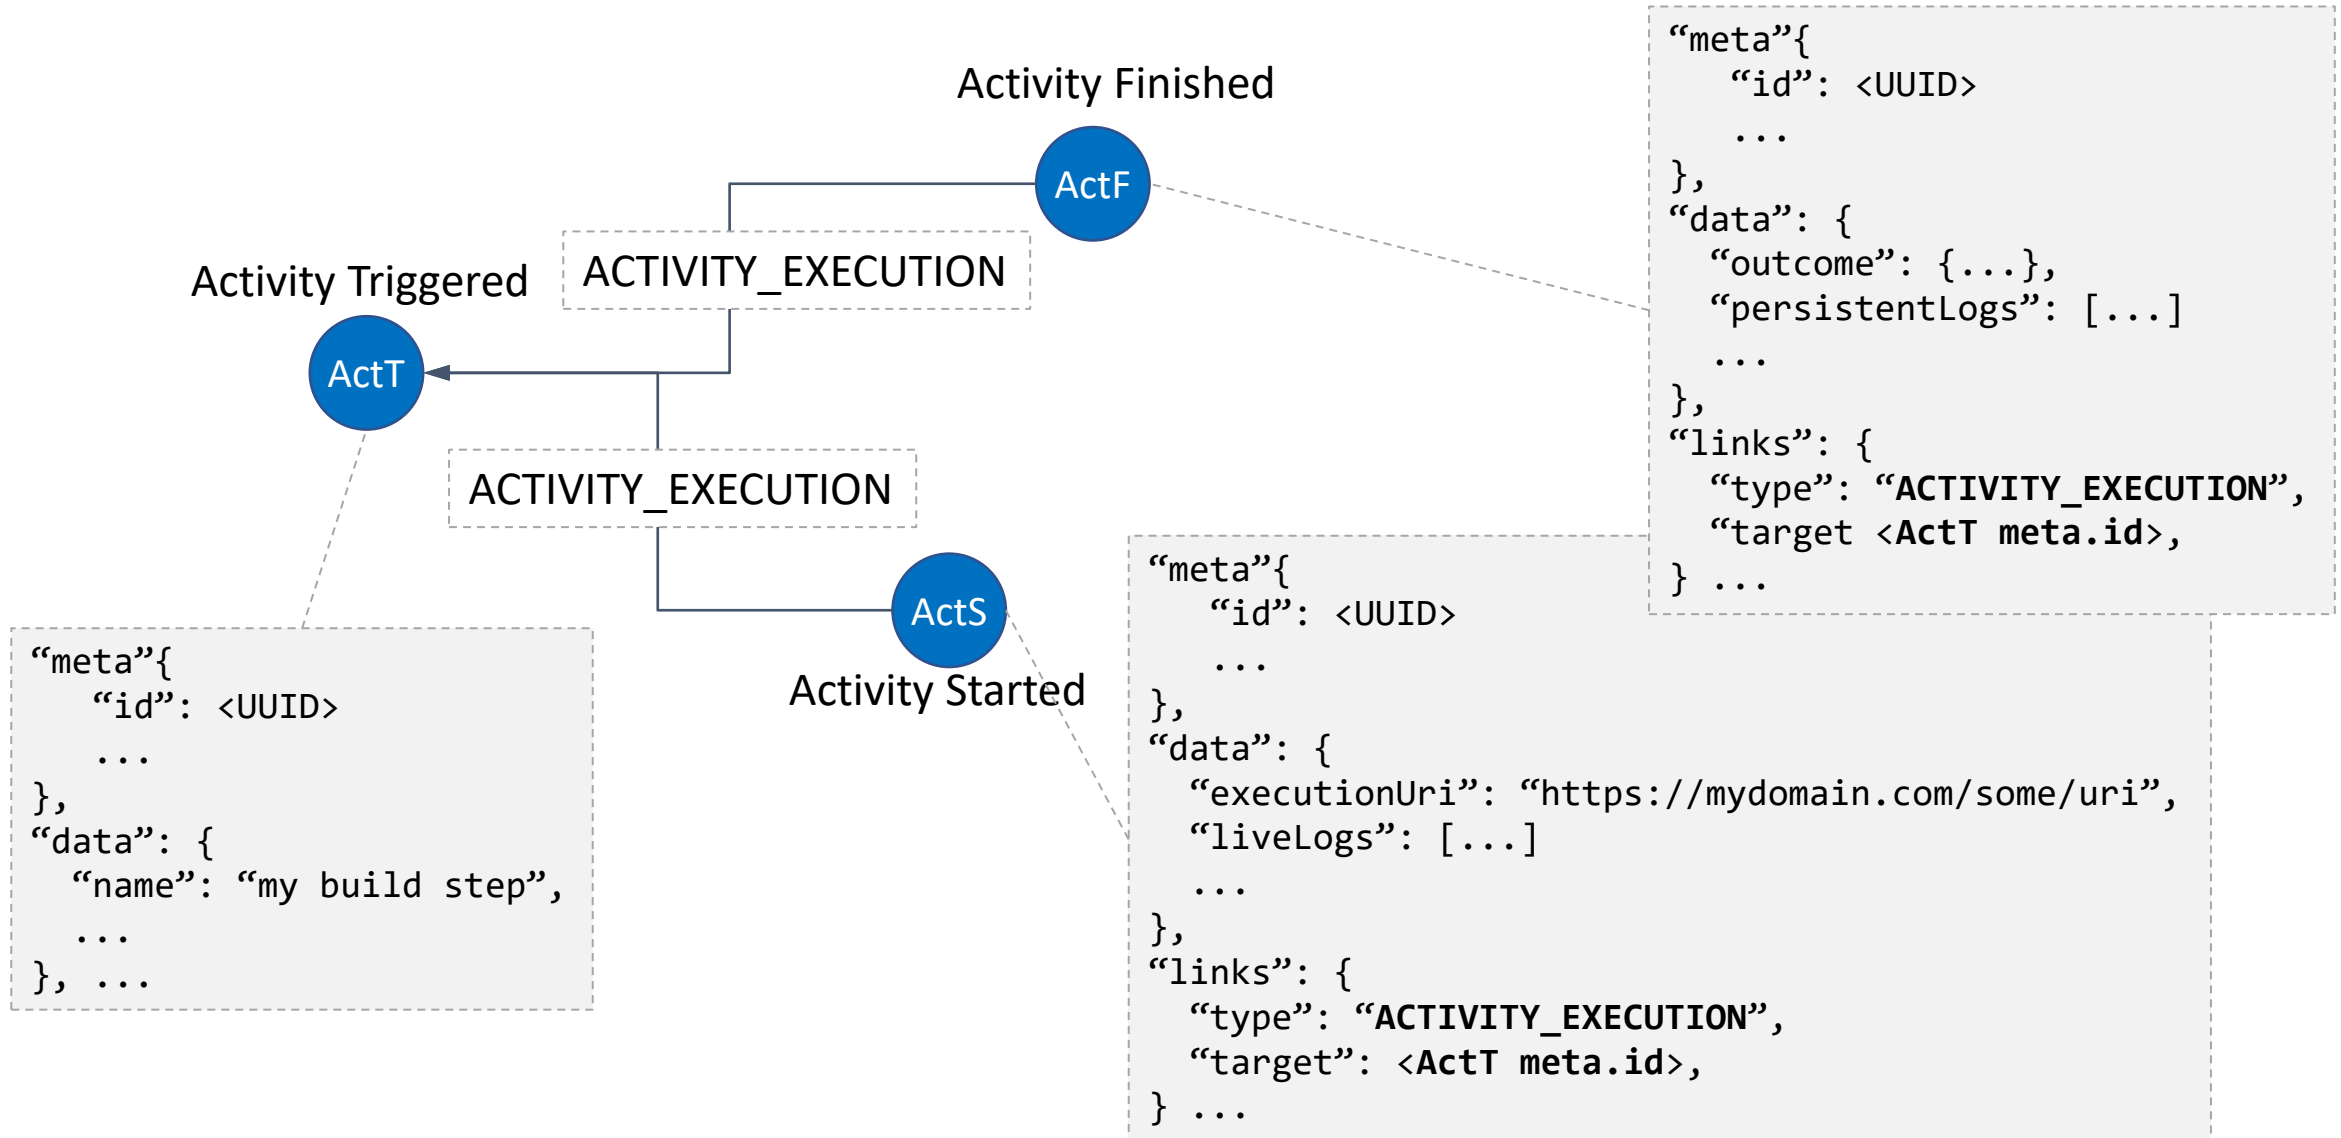 Activity Finished
ActF
ACTIVITY_EXECUTION
Activity Triggered
ActT
ACTIVITY_EXECUTION
ActS
Activity Started
“meta”{
“id”: <UUID>
...
},
“data”: {
“name”: “my build step”,
...
}, ...
“meta”{
“id”: <UUID>
...
},
“data”: {
“outcome”: {...},
“persistentLogs”: [...]
...
},
“links”: {
“type”: “ACTIVITY_EXECUTION”,
“target <ActT meta.id>,
} ...
“meta”{
“id”: <UUID>
...
},
“data”: {
“executionUri”: “https://mydomain.com/some/uri”,
“liveLogs”: [...]
...
},
“links”: {
“type”: “ACTIVITY_EXECUTION”,
“target”: <ActT meta.id>,
} ...